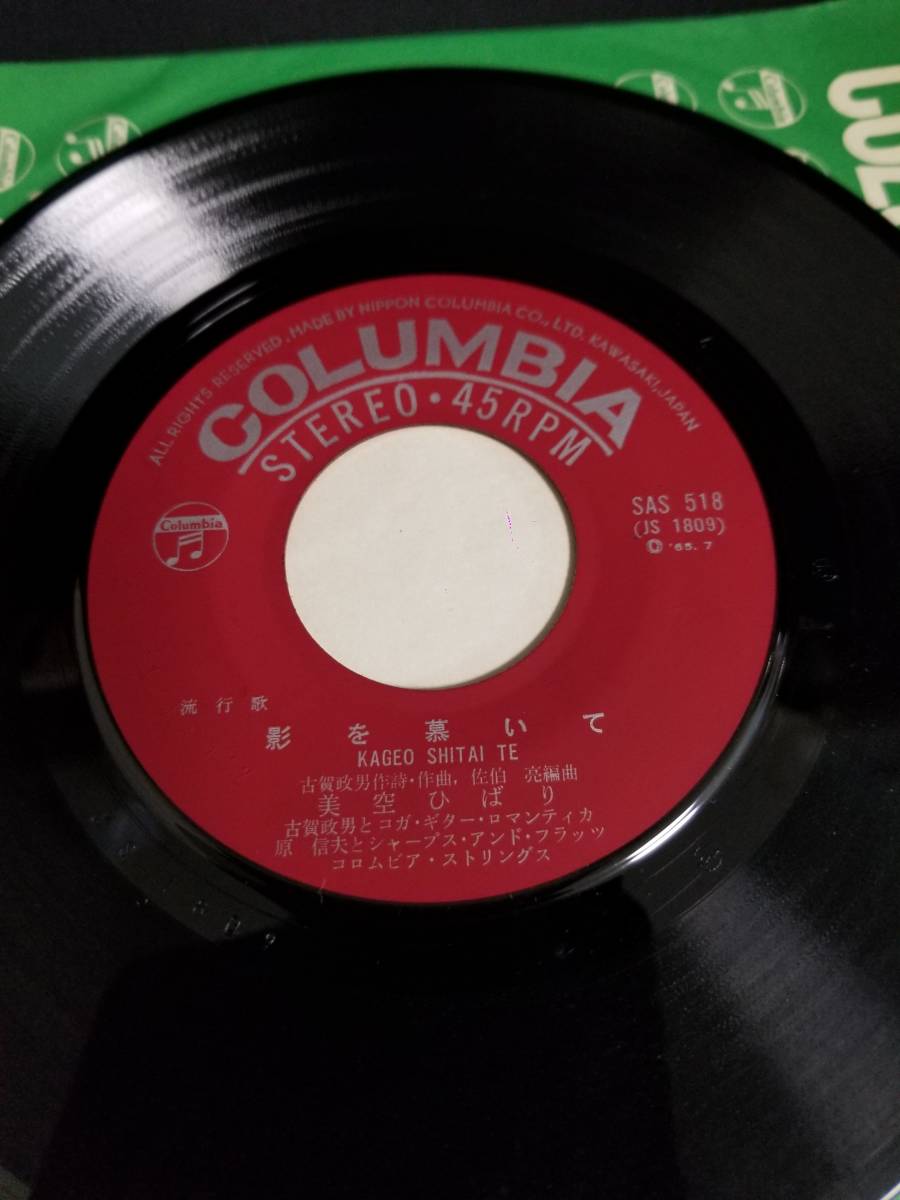 ALL RIGHTS RESERVED. MADE BY NIPPON COLUMBIA CO., LTD. KAWASAKI, JAPAN
COLUMBIA
STEREO・45RPM
Columbia
SAS 518
(JS 1809)
Ⓒ '65.7
流行歌
影を慕いて
KAGEO SHITAI TE
古賀政男作詩・作曲, 佐伯 亮編曲
美空ひばり
古賀政男とコガ・ギター・ロマンティカ
原 信夫とシャープス・アンド・フラッツ
コロムビア・ストリングス
Columbia
Columbia